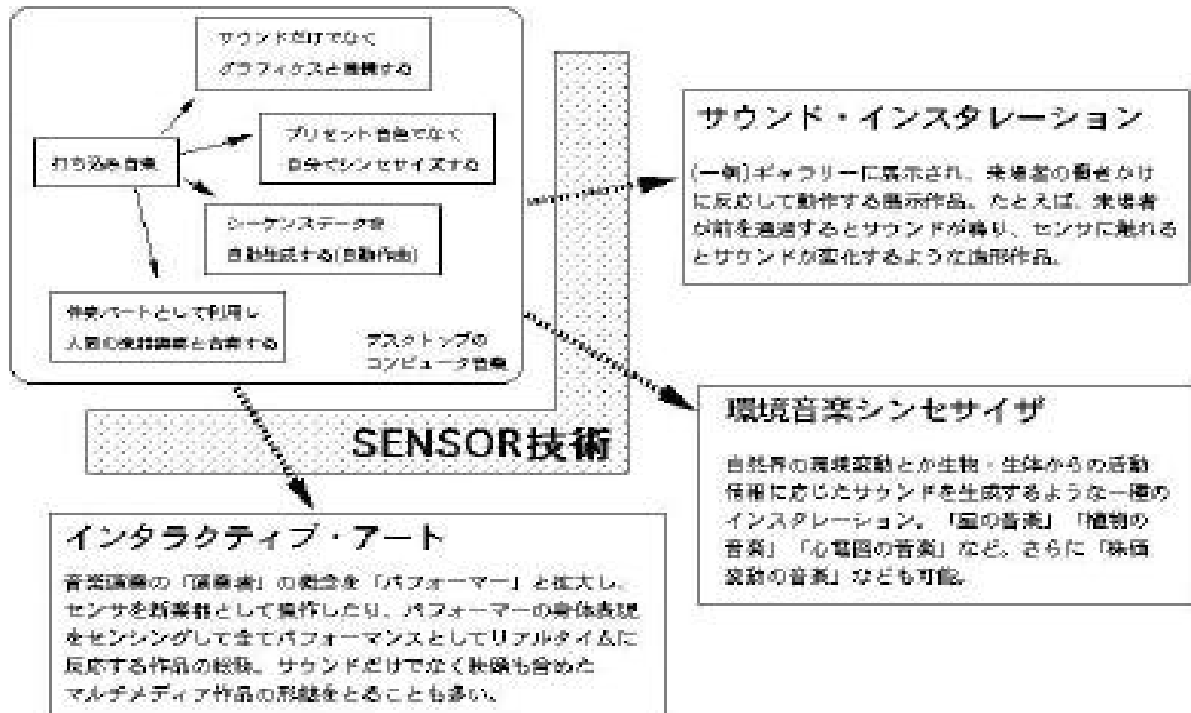 サウンドだけでなく
グラフィクスと連携する
打ち込み音楽
プリセット音色でなく
自分でシンセサイズする
シーケンスデータを
自動生成する(自動作曲)
伴奏パートとして利用し
人間の演奏と合奏する
デスクトップの
コンピュータ音楽
SENSOR技術
サウンド・インスタレーション
(一例)ギャラリーに展示され、来場者の働きかけ
に反応して動作する展示作品。たとえば、来場者
が前を通過するとサウンドが鳴り、センサに触れる
とサウンドが変化するような造形作品。
環境音楽シンセサイザ
自然界の環境変動とか生物・生体からの活動
情報に応じたサウンドを生成するような一種の
インスタレーション。「星の音楽」「植物の
音楽」「心電図の音楽」など。さらに「株価
変動の音楽」なども可能。
インタラクティブ・アート
音楽演奏の「演奏者」の概念を「パフォーマー」と拡大し、
センサを新楽器として操作したり、パフォーマーの身体表現
をセンシングして全てパフォーマンスとしてリアルタイムに
反応する作品の総称。サウンドだけでなく映像も含めた
マルチメディア作品の形態をとることも多い。